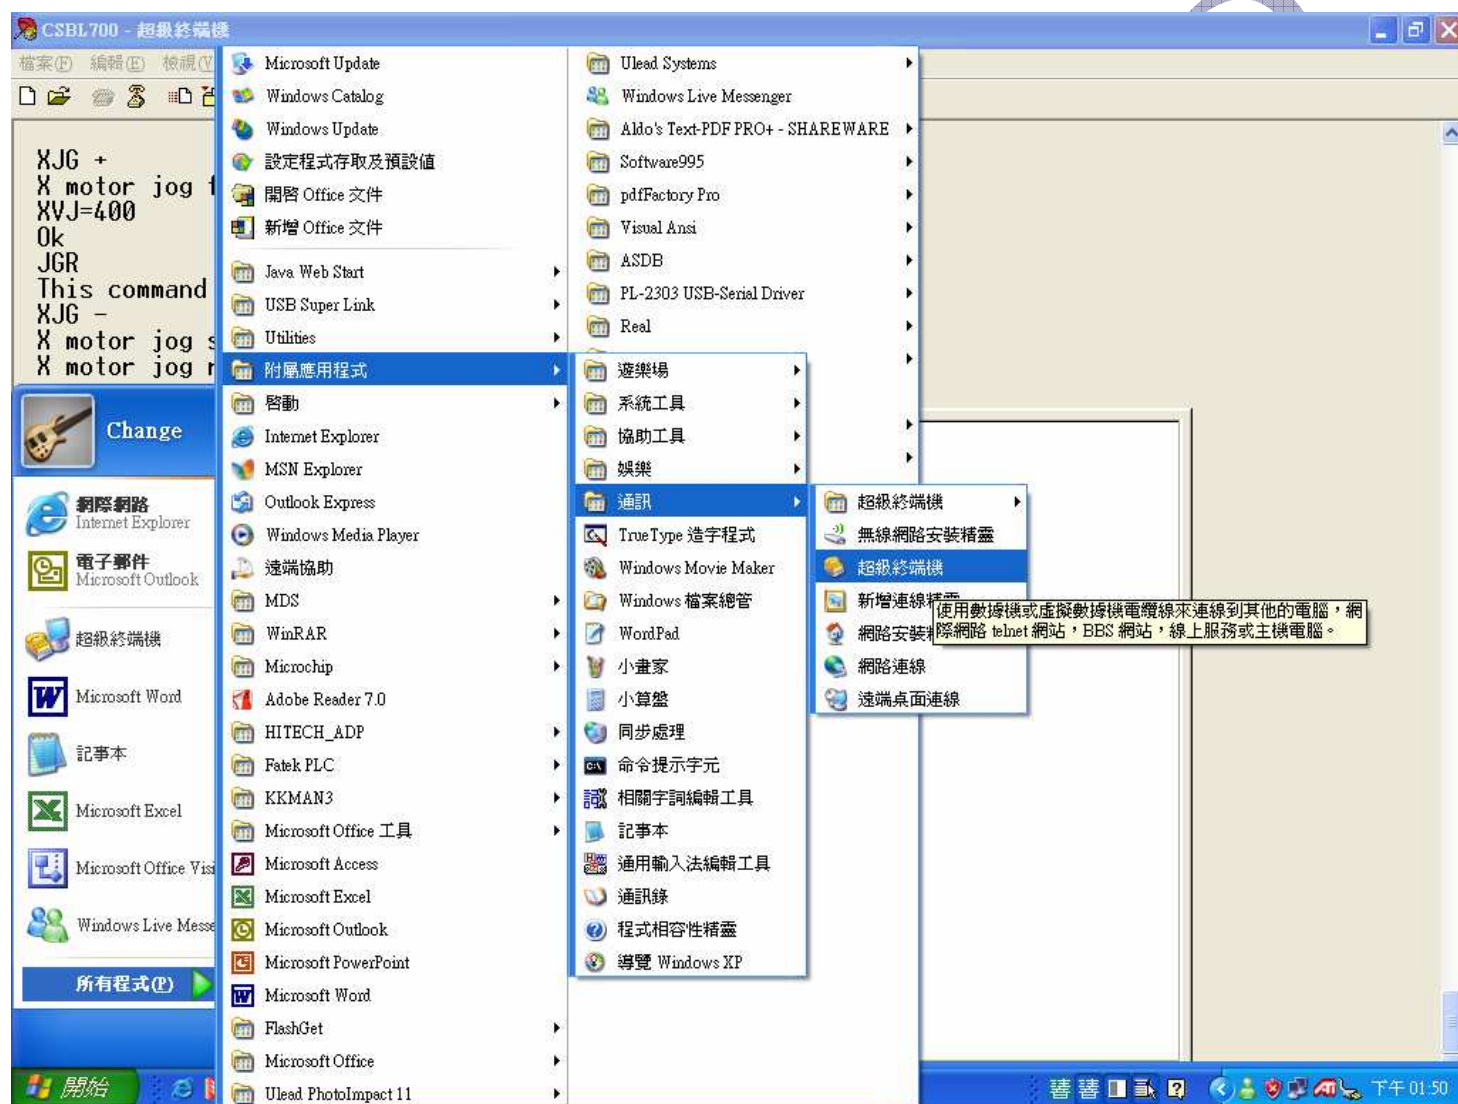 CSBL700 - 超級終端機
檔案(F) 編輯(E) 檢視(V
XJG +
X motor jog f
XVJ=400
Ok
JGR
This command
XJG -
X motor jog s
X motor jog r
Change
網際網路
Internet Explorer
電子郵件
Microsoft Outlook
超級終端機
Microsoft Word
記事本
Microsoft Excel
Microsoft Office Visi
Windows Live Messe
所有程式(P)
開始
Microsoft Update
Windows Catalog
Windows Update
設定程式存取及預設値
開啓 Office 文件
新增 Office 文件
Java Web Start
USB Super Link
Utilities
附屬應用程式
啓動
Internet Explorer
MSN Explorer
Outlook Express
Windows Media Player
遠端協助
MDS
WinRAR
Microchip
Adobe Reader 7.0
HITECH_ADP
Fatek PLC
KKMAN3
Microsoft Office 工具
Microsoft Access
Microsoft Excel
Microsoft Outlook
Microsoft PowerPoint
Microsoft Word
FlashGet
Microsoft Office
Ulead PhotoImpact 11
Ulead Systems
Windows Live Messenger
Aldo's Text-PDF PRO+ - SHAREWARE
Software995
pdfFactory Pro
Visual Ansi
ASDB
PL-2303 USB-Serial Driver
Real
遊樂場
系統工具
協助工具
娛樂
通訊
TrueType 造字程式
Windows Movie Maker
Windows 檔案總管
WordPad
小畫家
小算盤
同步處理
命令提示字元
相關字詞編輯工具
記事本
通用輸入法編輯工具
通訊錄
程式相容性精靈
導覽 Windows XP
超級終端機
無線網路安裝精靈
超級終端機
新增連線精靈
網路安裝精
網路連線
遠端桌面連線
使用數據機或虛擬數據機電纜線來連線到其他的電腦，網
際網路 telnet 網站，BBS 網站，線上服務或主機電腦。
下午 01:50